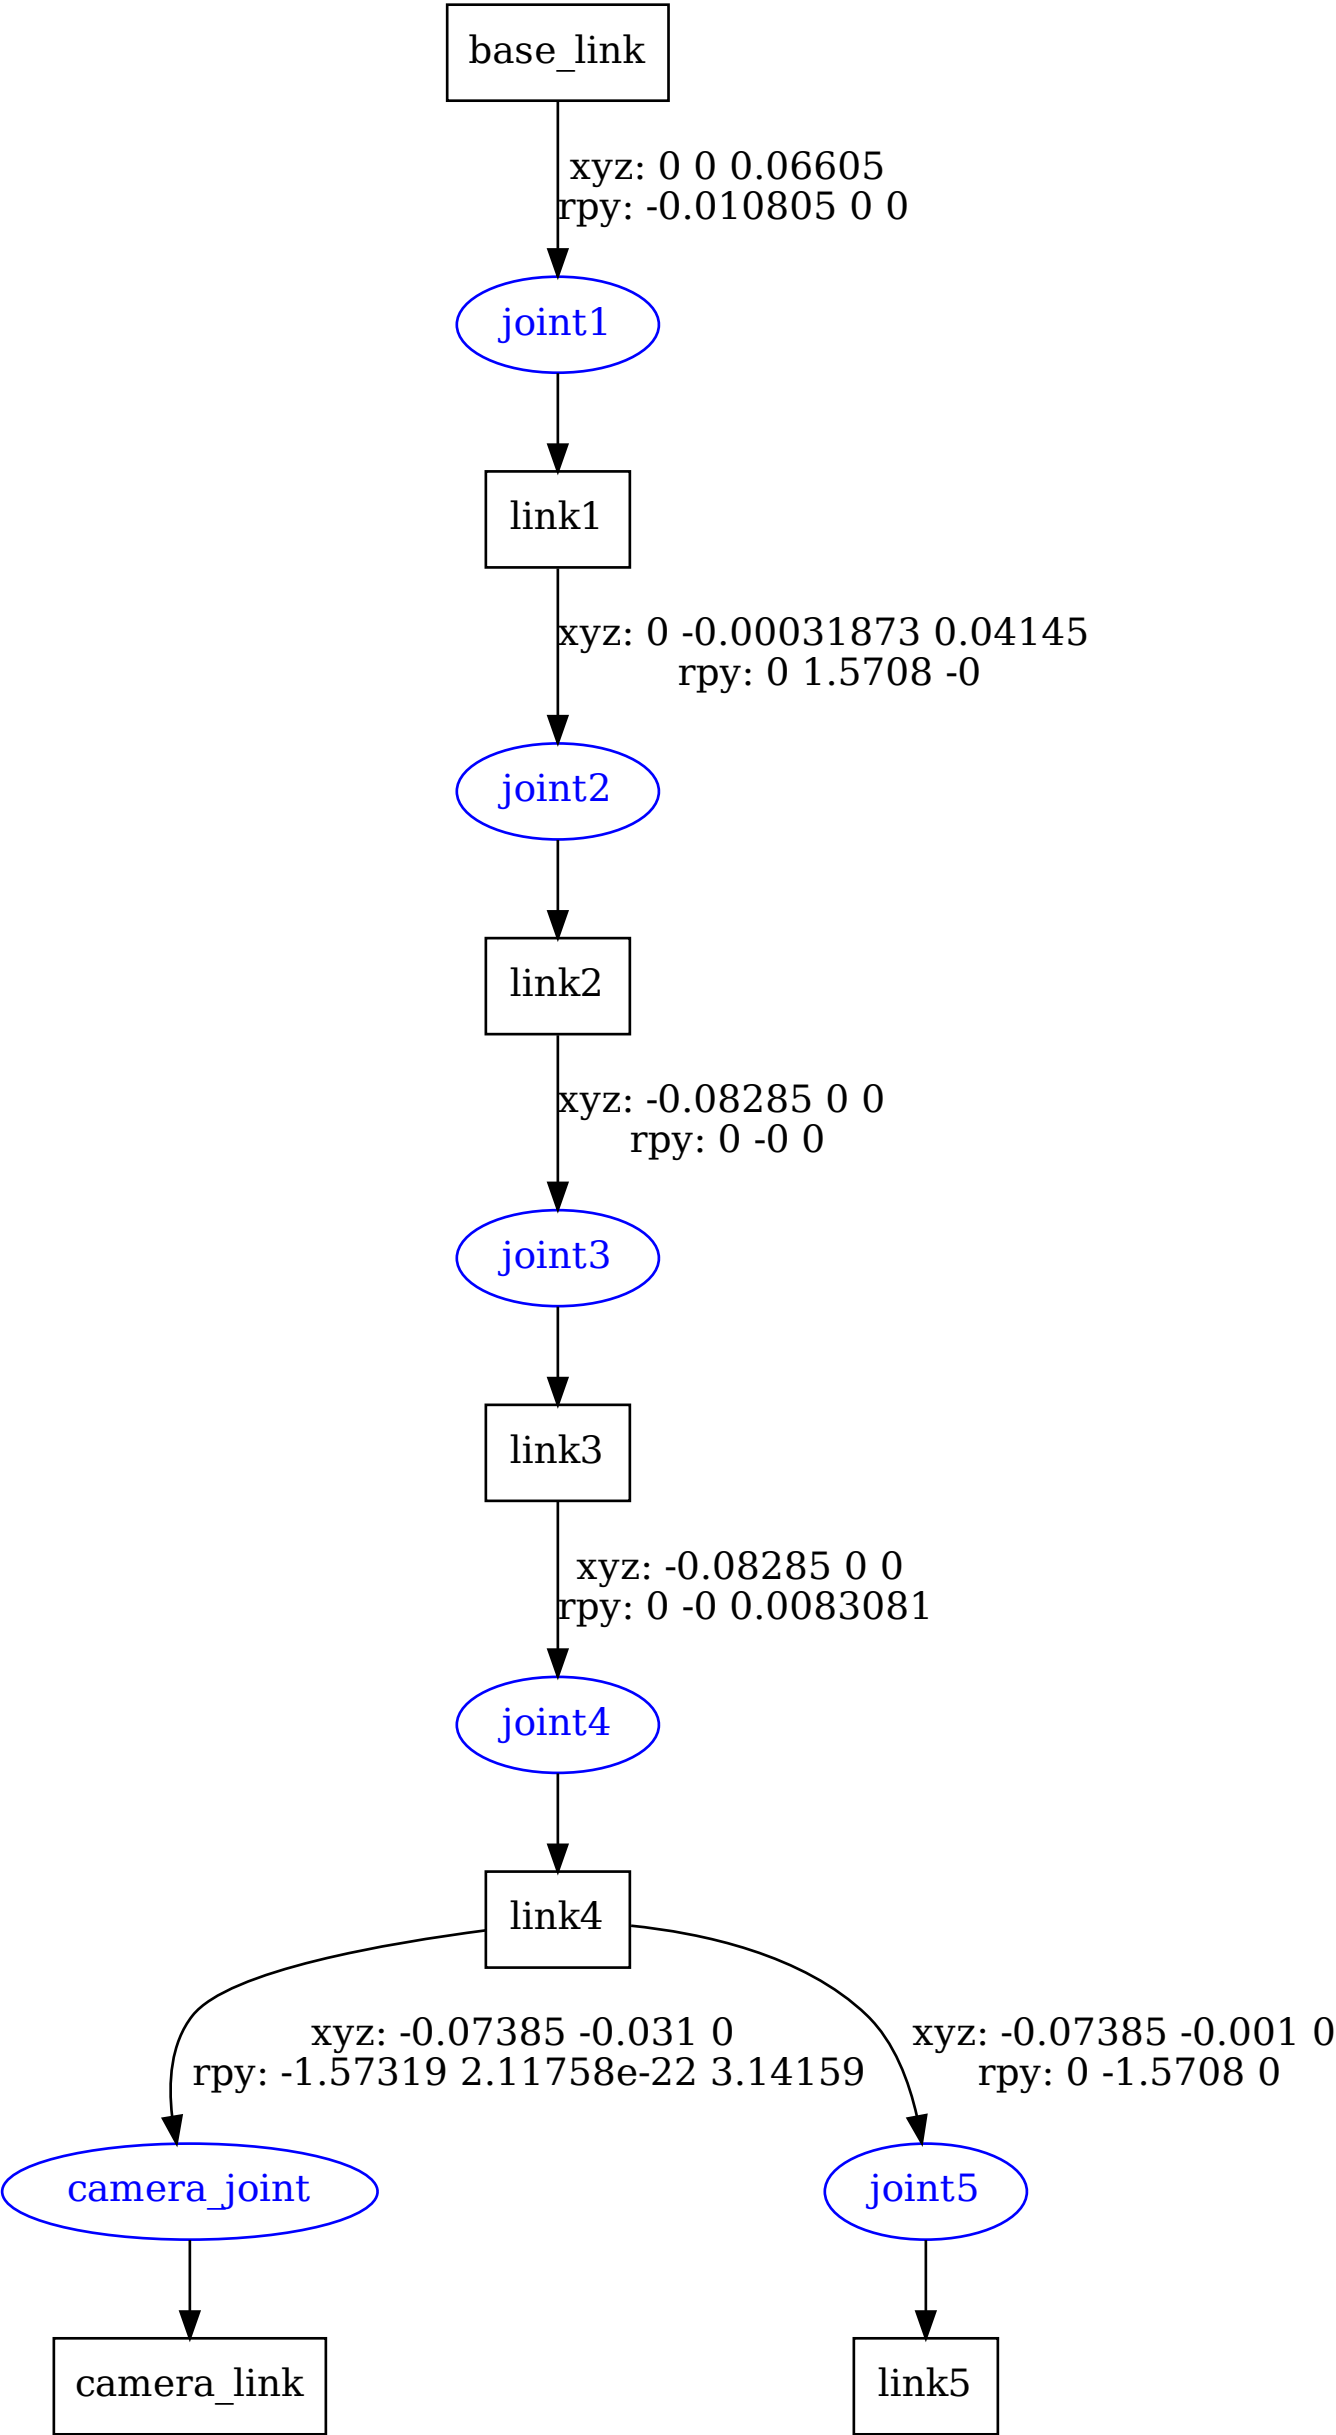 base_link
xyz: 0 0 0.06605
rpy: -0.010805 0 0
joint1
link1
xyz: 0 -0.00031873 0.04145
rpy: 0 1.5708 -0
joint2
link2
xyz: -0.08285 0 0
rpy: 0 -0 0
joint3
link3
xyz: -0.08285 0 0
rpy: 0 -0 0.0083081
joint4
link4
xyz: -0.07385 -0.031 0
rpy: -1.57319 2.11758e-22 3.14159
xyz: -0.07385 -0.001 0
rpy: 0 -1.5708 0
camera_joint
joint5
camera_link
link5